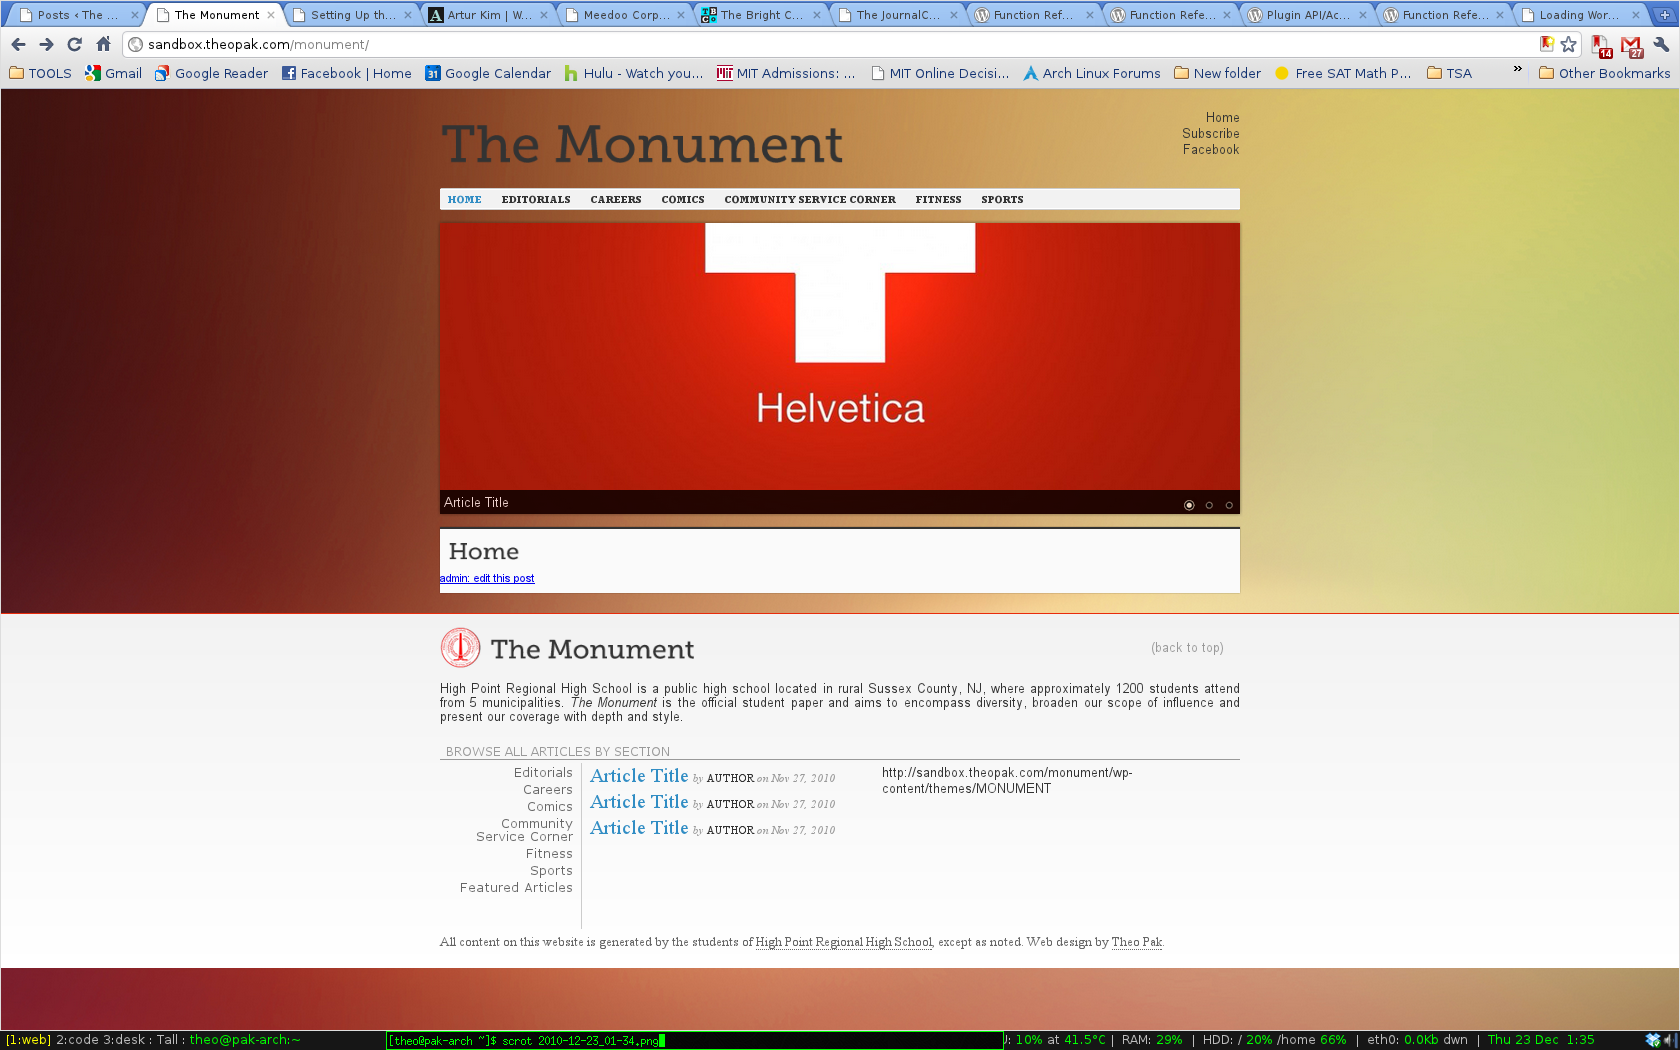 Posts ‹ The ...
The Monument
Setting Up th...
A Artur Kim | W...
Meedoo Corp...
TBCo The Bright C...
The JournalC...
Function Ref...
Function Refe...
Plugin API/Ac...
Function Refe...
Loading Wor...
sandbox.theopak.com/monument/
14
27
TOOLS
Gmail
Google Reader
Facebook | Home
31 Google Calendar
Hulu - Watch you...
MIT Admissions: ...
MIT Online Decisi...
Arch Linux Forums
New folder
Free SAT Math P...
TSA
»
Other Bookmarks
The Monument
Home
Subscribe
Facebook
HOME EDITORIALS CAREERS COMICS COMMUNITY SERVICE CORNER FITNESS SPORTS
Helvetica
Article Title
Home
admin: edit this post
The Monument
(back to top)
High Point Regional High School is a public high school located in rural Sussex County, NJ, where approximately 1200 students attend
from 5 municipalities. The Monument is the official student paper and aims to encompass diversity, broaden our scope of influence and
present our coverage with depth and style.
BROWSE ALL ARTICLES BY SECTION
Editorials
Careers
Comics
Community
Service Corner
Fitness
Sports
Featured Articles
Article Title by AUTHOR on Nov 27, 2010
Article Title by AUTHOR on Nov 27, 2010
Article Title by AUTHOR on Nov 27, 2010
http://sandbox.theopak.com/monument/wp-
content/themes/MONUMENT
All content on this website is generated by the students of High Point Regional High School, except as noted. Web design by Theo Pak.
[1:web] 2:code 3:desk : Tall : theo@pak-arch:~
[theo@pak-arch ~]$ scrot 2010-12-23_01-34.png
: 10% at 41.5°C | RAM: 29% | HDD: / 20% /home 66% | eth0: 0.0Kb dwn | Thu 23 Dec 1:35